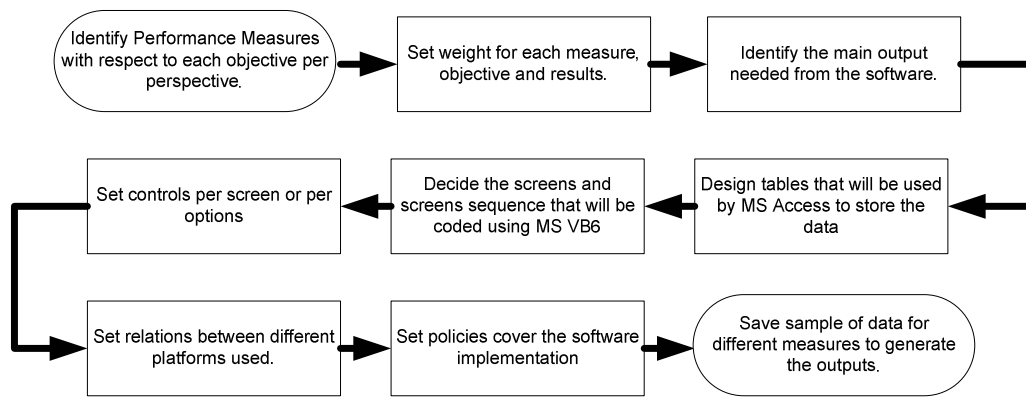 Identify Performance Measures
with respect to each objective per
perspective.
Set weight for each measure,
objective and results.
Identify the main output
needed from the software.
Design tables that will be used
by MS Access to store the
data
Decide the screens and
screens sequence that will be
coded using MS VB6
Set controls per screen or per
options
Set relations between different
platforms used.
Set policies cover the software
implementation
Save sample of data for
different measures to generate
the outputs.